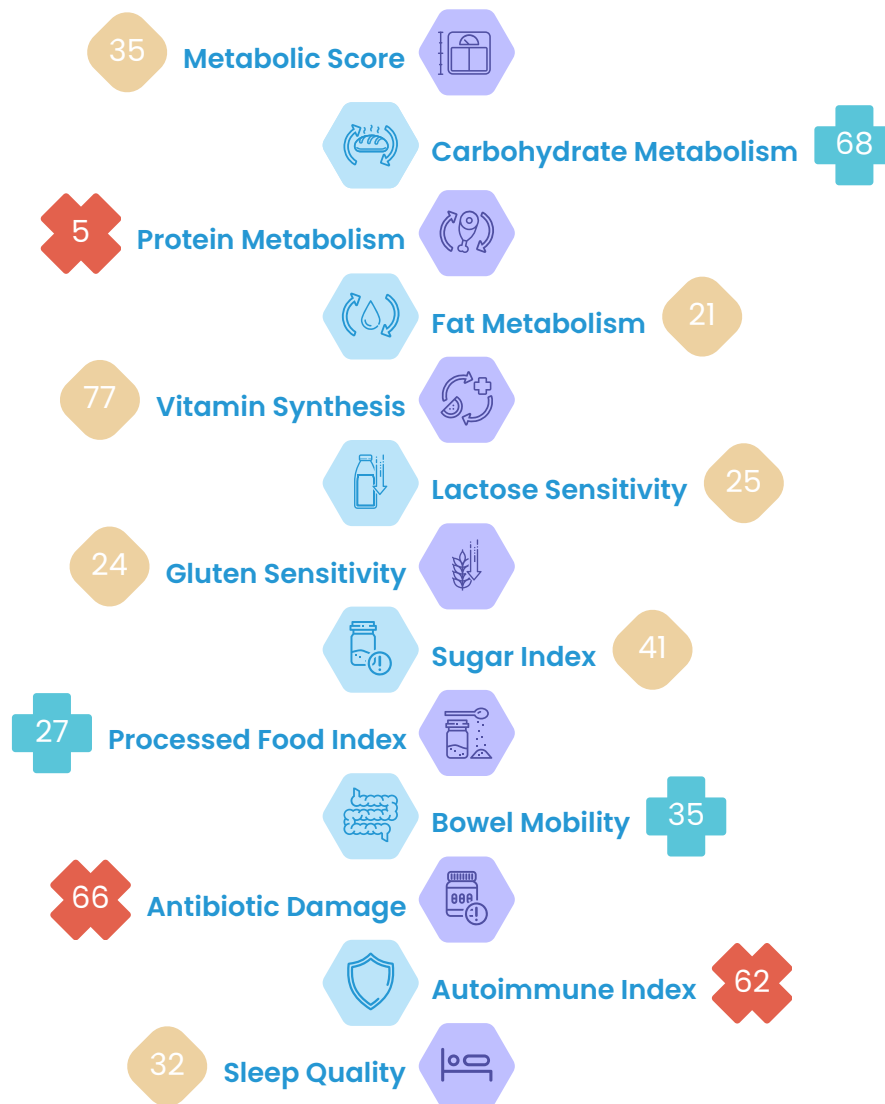 35 Metabolic Score
Carbohydrate Metabolism 68
5 Protein Metabolism
Fat Metabolism 21
77 Vitamin Synthesis
Lactose Sensitivity 25
24 Gluten Sensitivity
Sugar Index 41
27 Processed Food Index
Bowel Mobility 35
66 Antibiotic Damage
Autoimmune Index 62
32 Sleep Quality